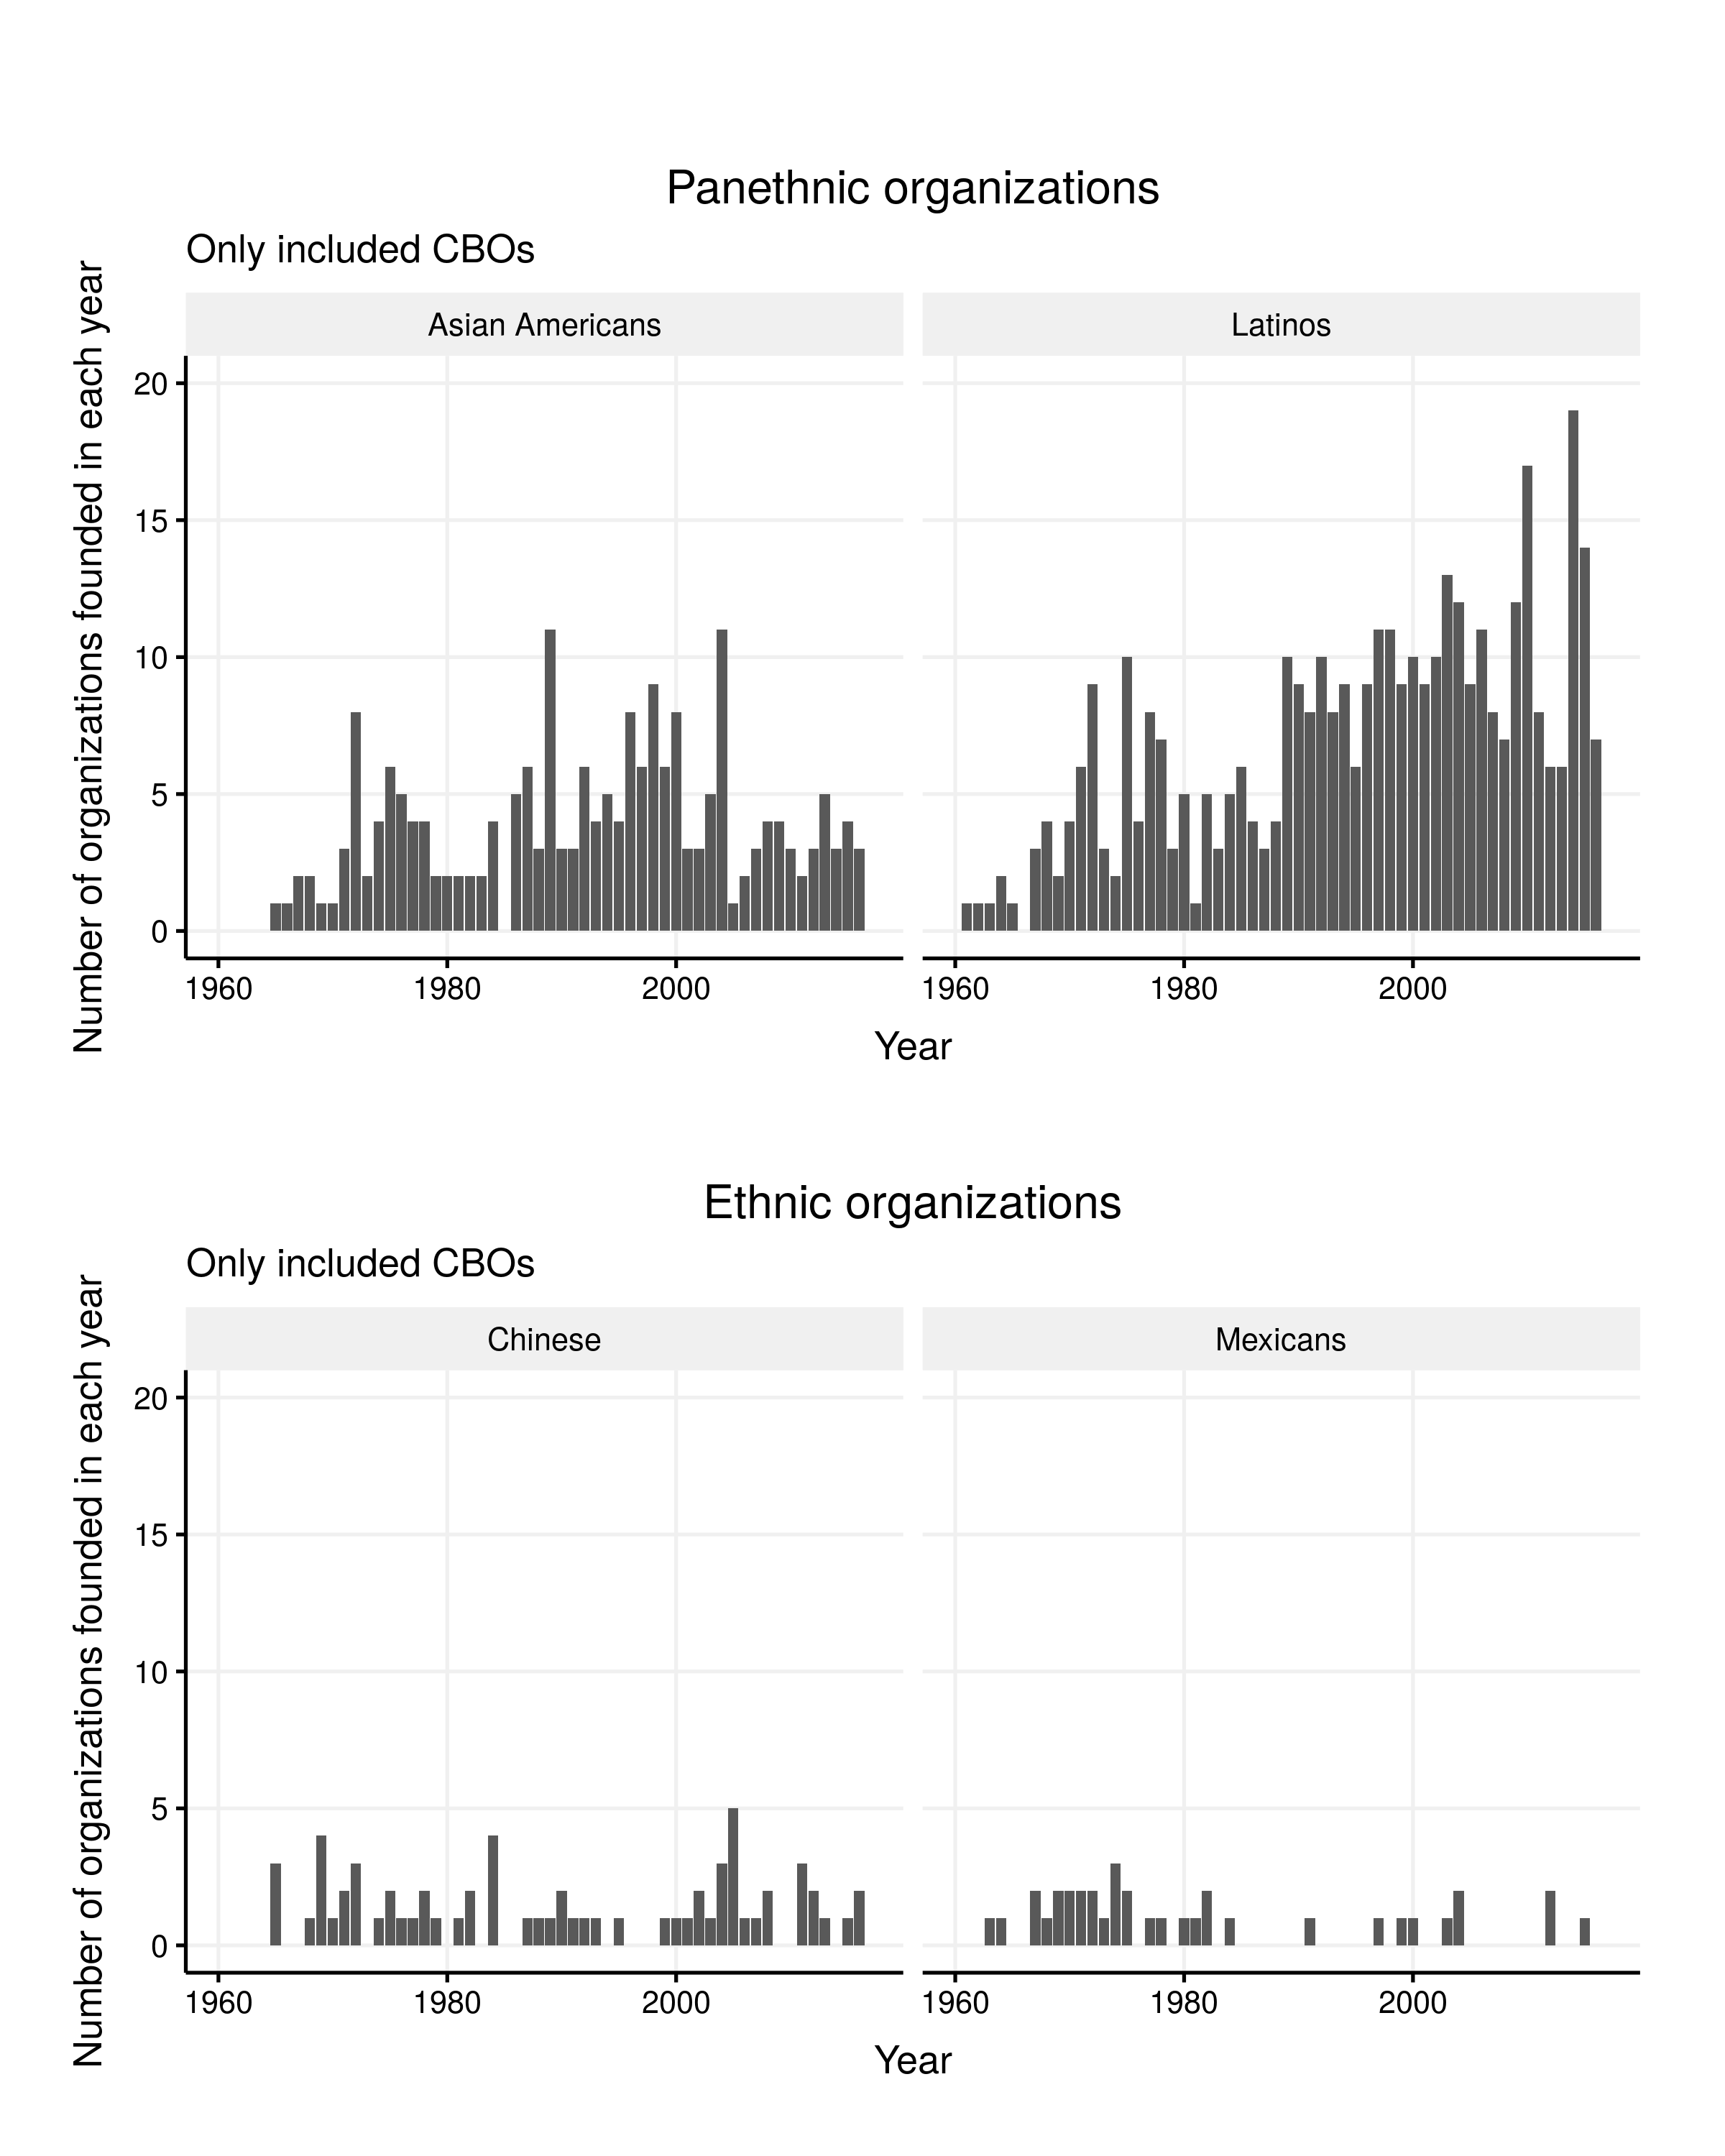 Panethnic organizations
Only included CBOs
Number of organizations founded in each year
Asian Americans
Latinos
20
15
10
5
0
1960
1980
2000
1960
1980
2000
Year
Ethnic organizations
Only included CBOs
Number of organizations founded in each year
Chinese
Mexicans
20
15
10
5
0
1960
1980
2000
1960
1980
2000
Year